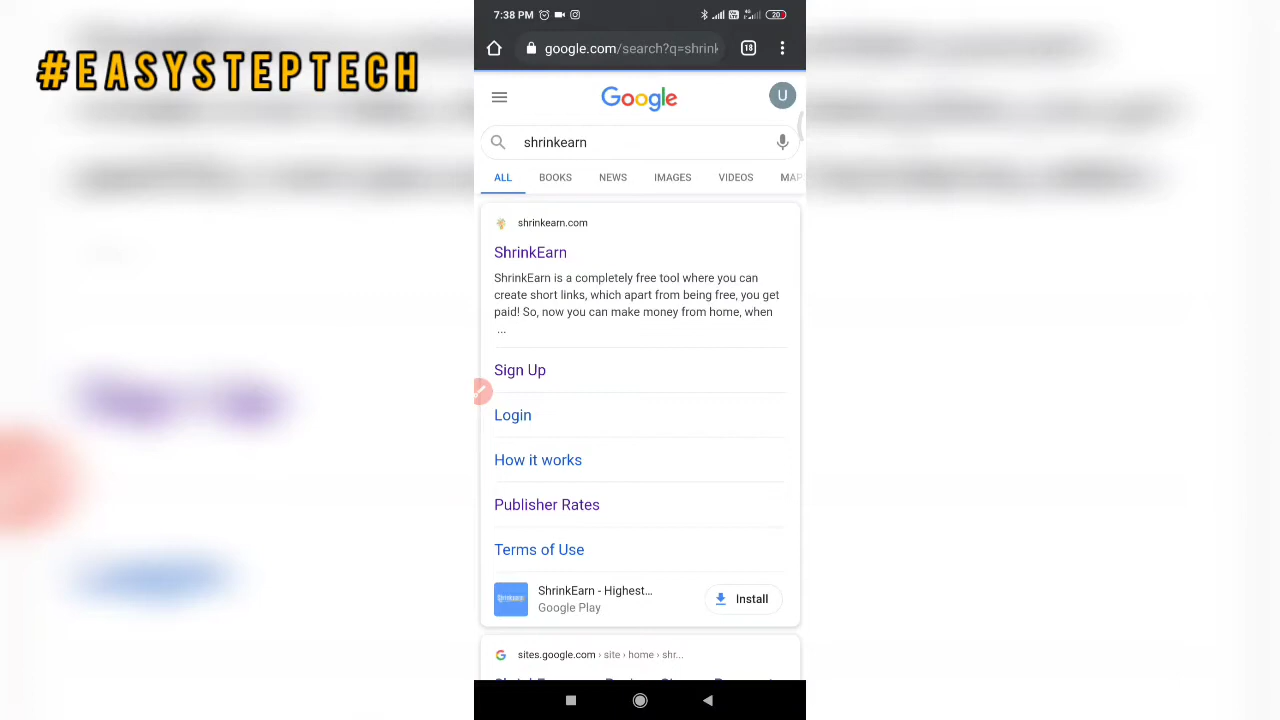 #EASYSTEPTECH
7:38 PM
20
google.com/search?q=shrink
18
Google
U
shrinkearn
ALL BOOKS NEWS IMAGES VIDEOS MAP
shrinkearn.com
ShrinkEarn
ShrinkEarn is a completely free tool where you can
create short links, which apart from being free, you get
paid! So, now you can make money from home, when
...
Sign Up
Login
How it works
Publisher Rates
Terms of Use
ShrinkEarn - Highest...
Google Play
Install
sites.google.com › site › home › shr...